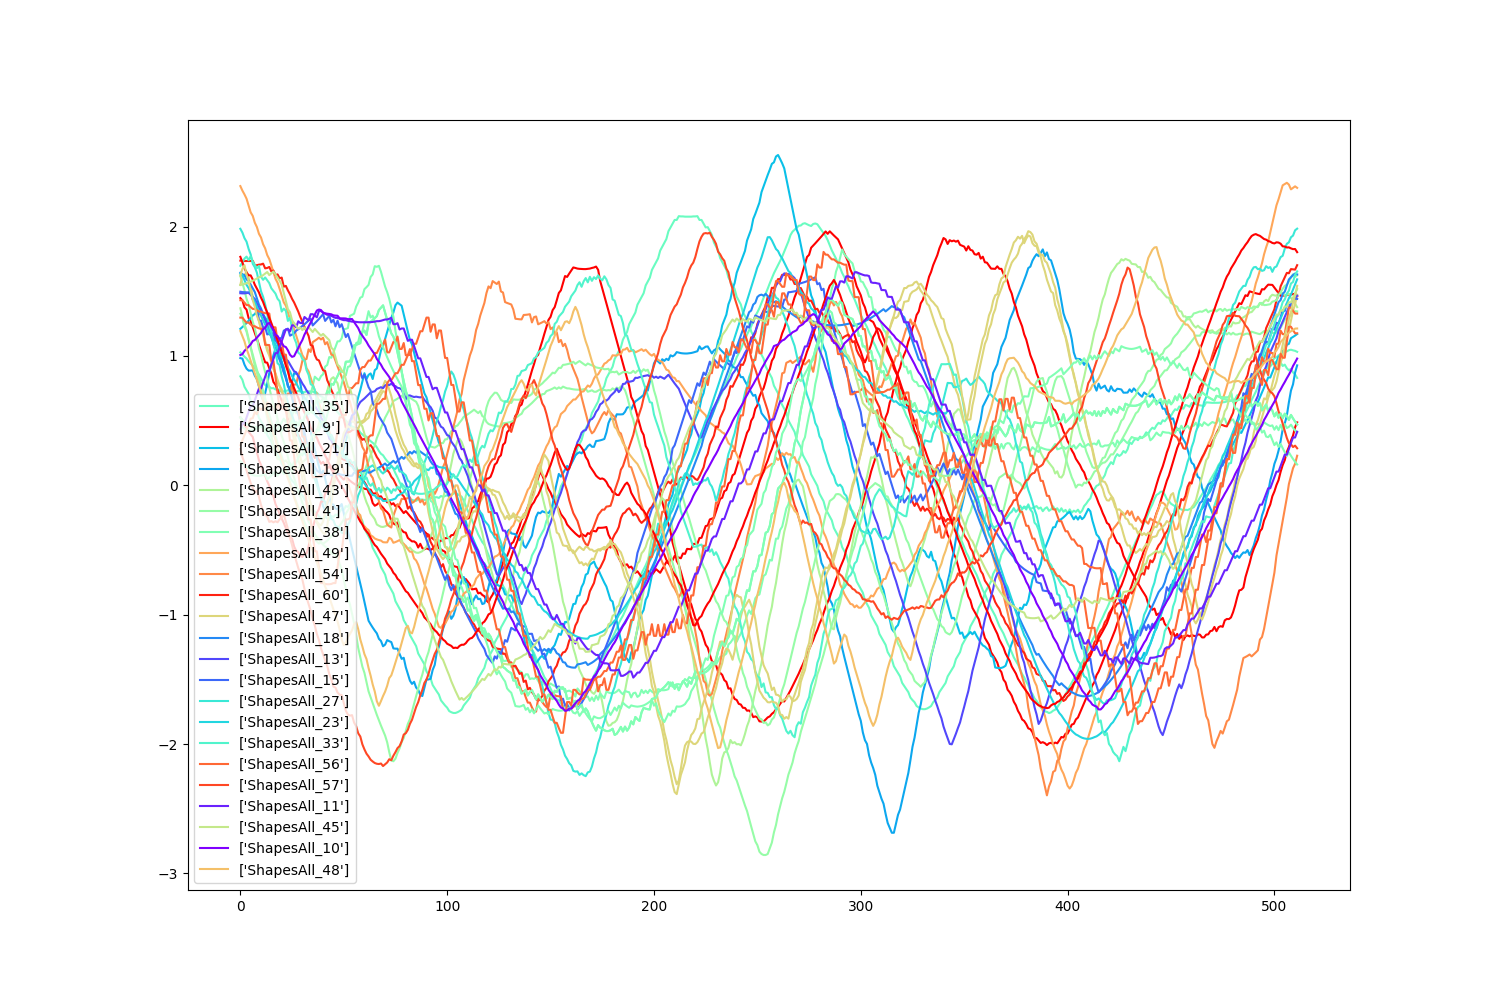 2
1
0
−1
−2
−3
0
100
200
300
400
500
['ShapesAll_35']
['ShapesAll_9']
['ShapesAll_21']
['ShapesAll_19']
['ShapesAll_43']
['ShapesAll_4']
['ShapesAll_38']
['ShapesAll_49']
['ShapesAll_54']
['ShapesAll_60']
['ShapesAll_47']
['ShapesAll_18']
['ShapesAll_13']
['ShapesAll_15']
['ShapesAll_27']
['ShapesAll_23']
['ShapesAll_33']
['ShapesAll_56']
['ShapesAll_57']
['ShapesAll_11']
['ShapesAll_45']
['ShapesAll_10']
['ShapesAll_48']